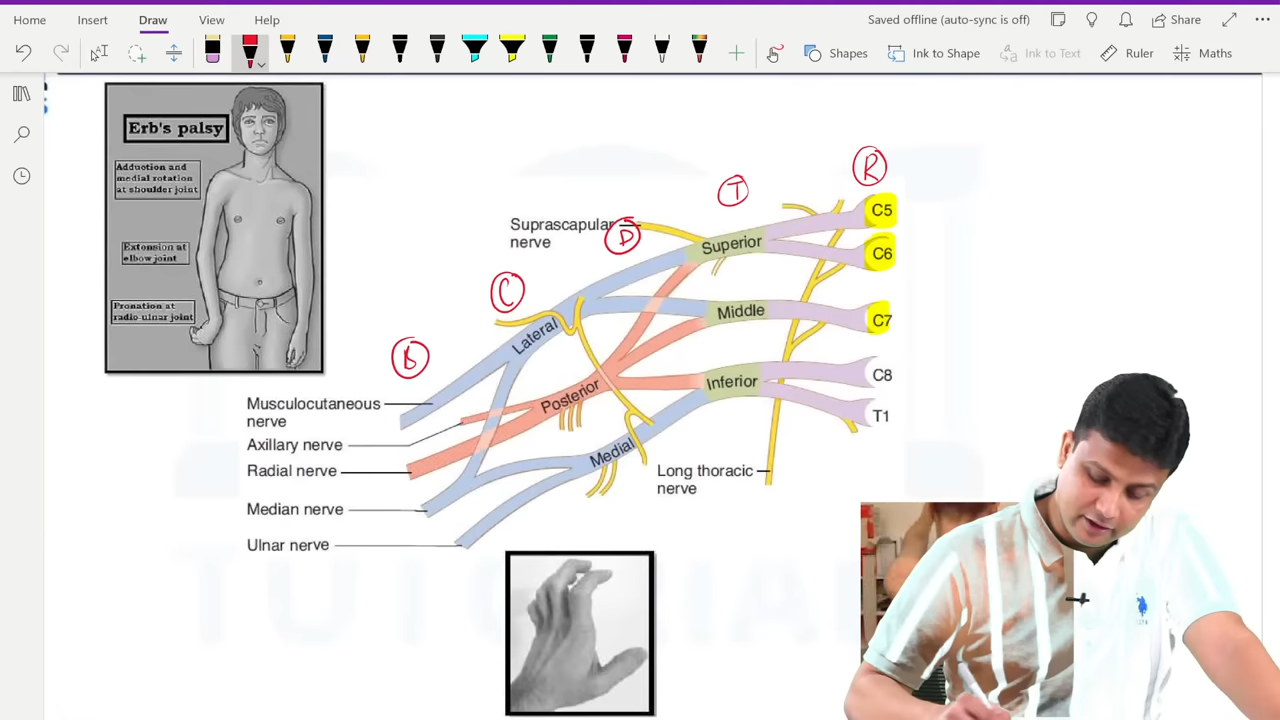 Home Insert Draw View Help
Saved offline (auto-sync is off)
Share
Shapes
Ink to Shape
Ink to Text
Ruler
Maths
Erb's palsy
Adduction and
medial rotation
at shoulder joint
Extension at
elbow joint
Pronation at
radio-ulnar joint
R
T
D
C
B
Suprascapular
nerve
Superior
Middle
Inferior
C5
C6
C7
C8
T1
Lateral
Posterior
Medial
Long thoracic
nerve
Musculocutaneous
nerve
Axillary nerve
Radial nerve
Median nerve
Ulnar nerve
TUTORIAL